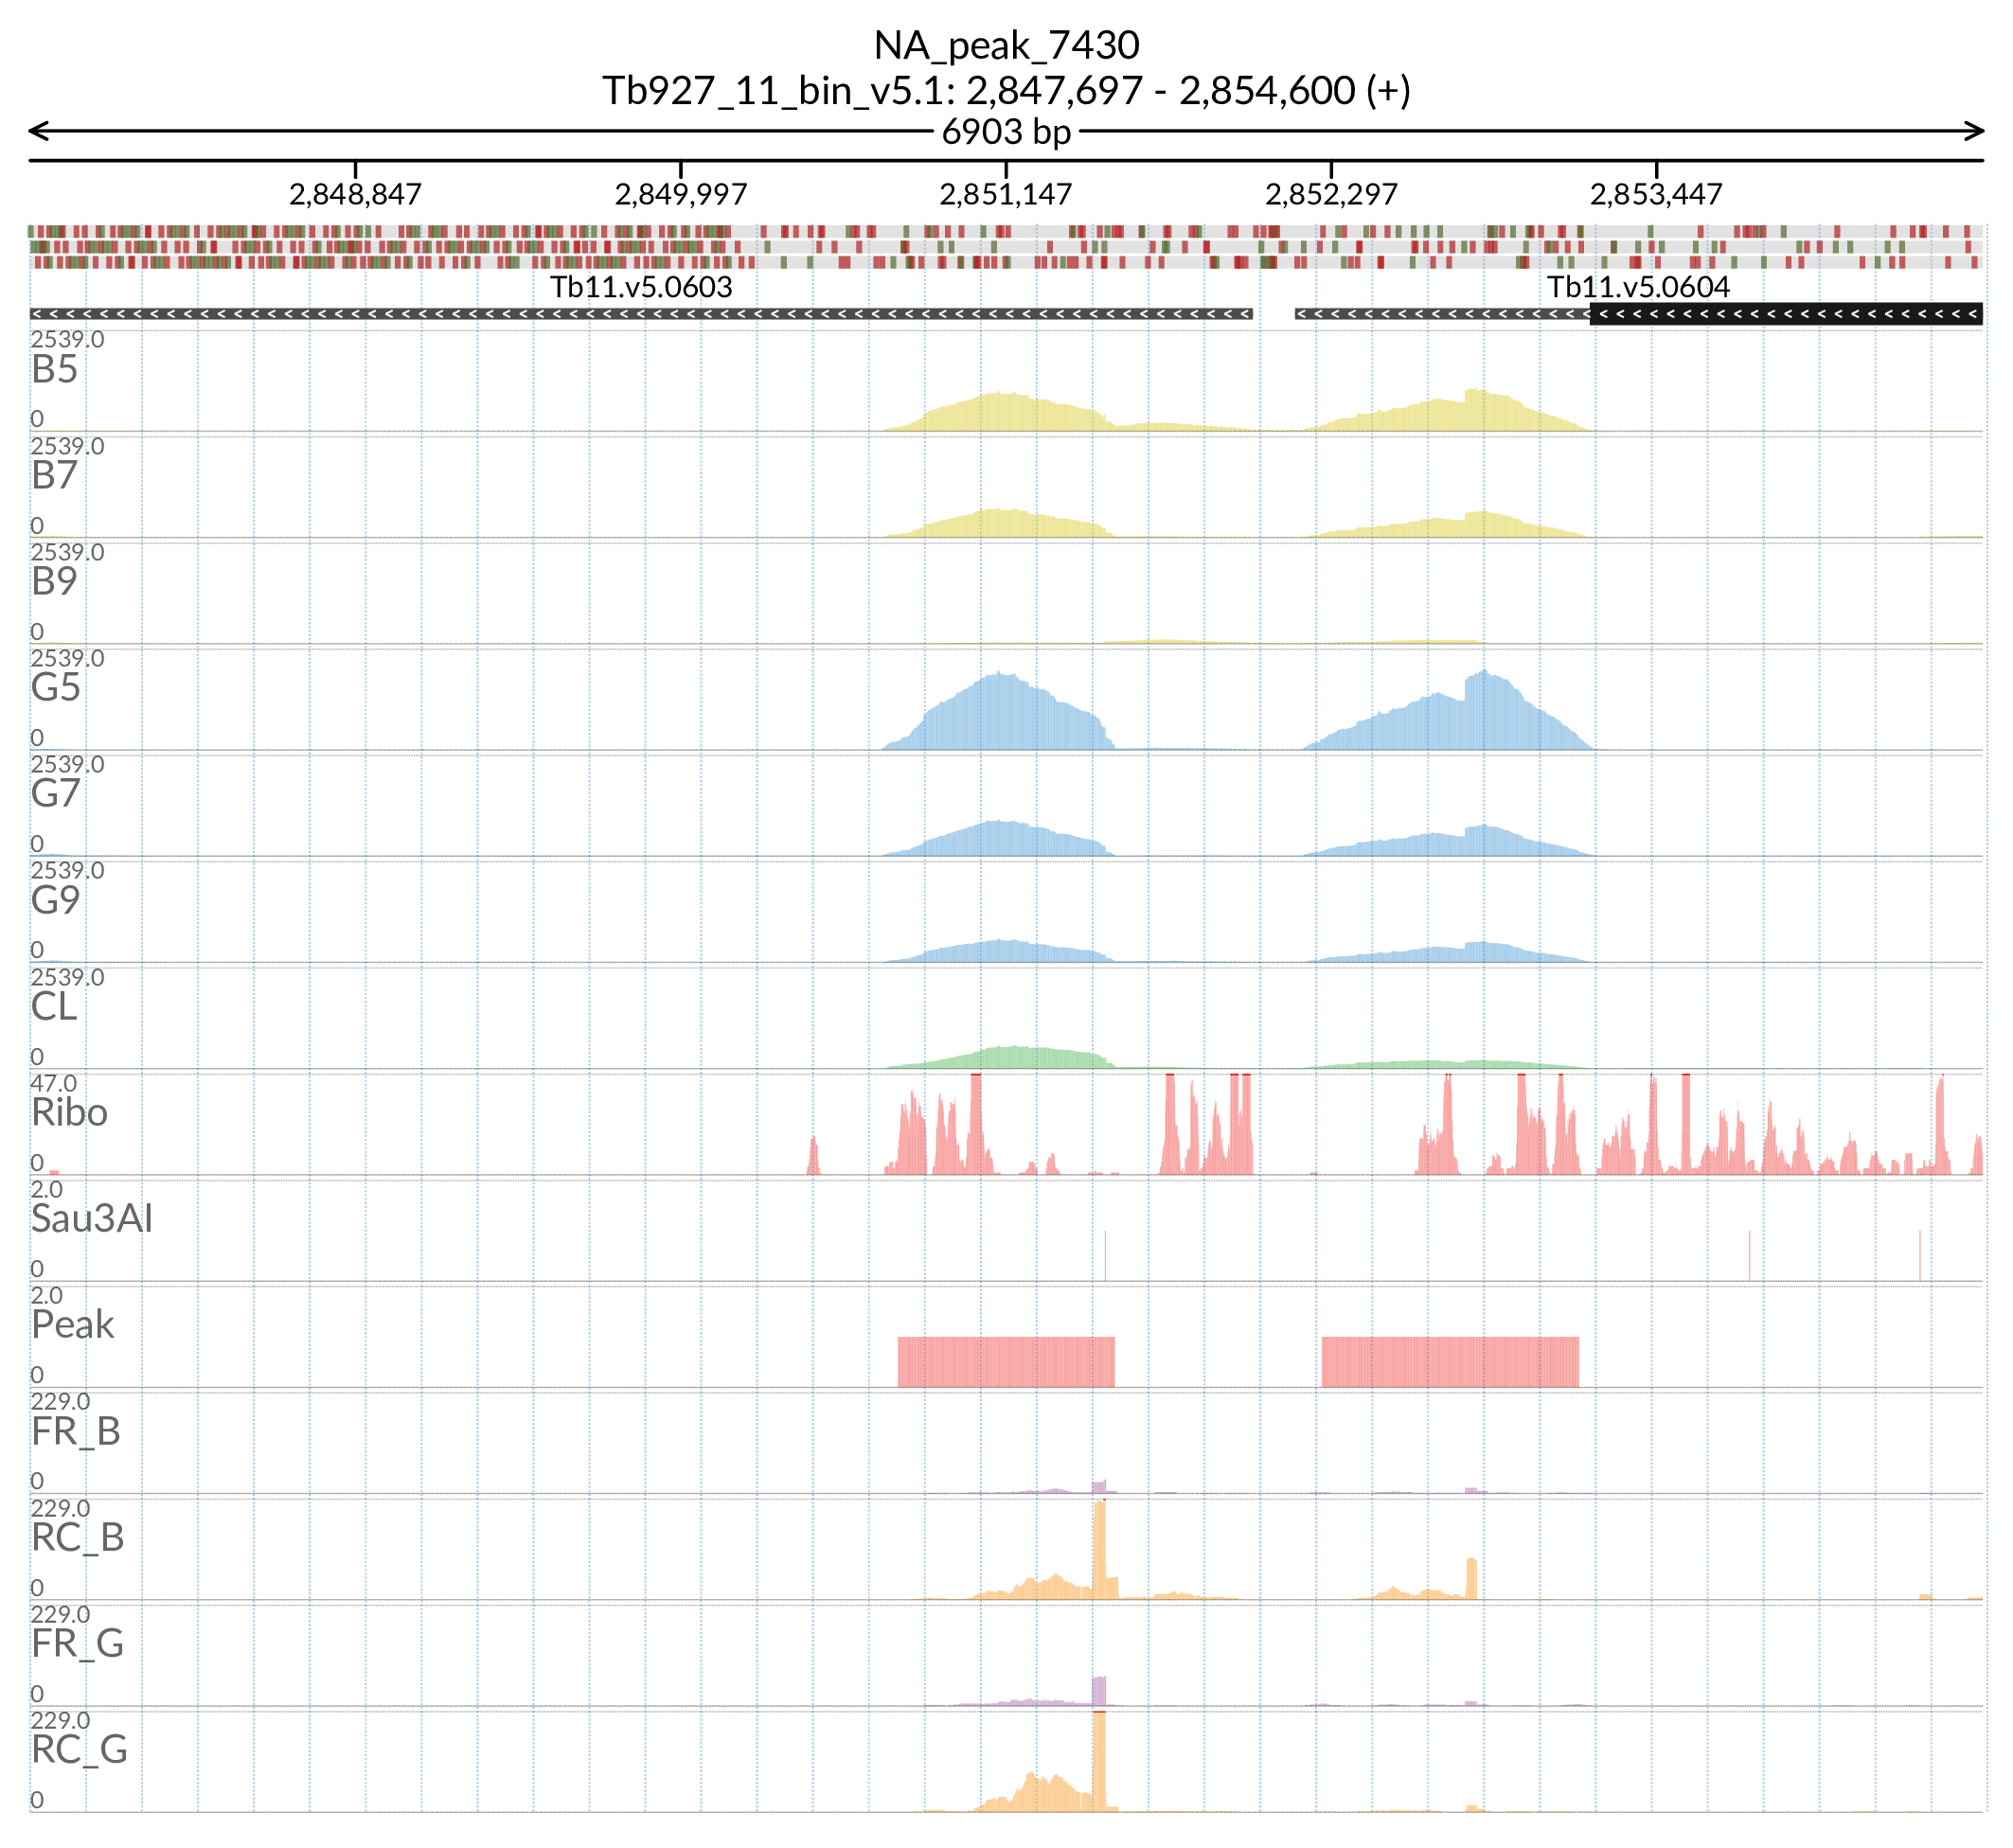 NA_peak_7430
Tb927_11_bin_v5.1: 2,847,697 - 2,854,600 (+)
6903 bp
2,848,847 2,849,997 2,851,147 2,852,297 2,853,447
Tb11.v5.0603 Tb11.v5.0604
2539.0
B5
0
2539.0
B7
0
2539.0
B9
0
2539.0
G5
0
2539.0
G7
0
2539.0
G9
0
2539.0
CL
0
47.0
Ribo
0
2.0
Sau3AI
0
2.0
Peak
0
229.0
FR_B
0
229.0
RC_B
0
229.0
FR_G
0
229.0
RC_G
0